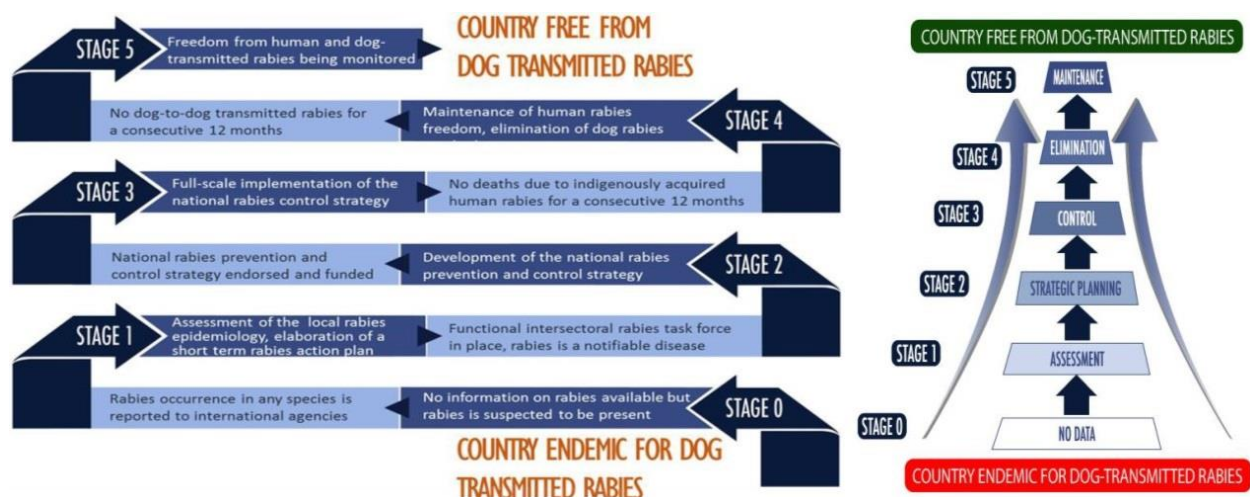 STAGE 5
Freedom from human and dog-
transmitted rabies being monitored
COUNTRY FREE FROM
DOG TRANSMITTED RABIES
No dog-to-dog transmitted rabies for
a consecutive 12 months
Maintenance of human rabies
freedom, elimination of dog rabies
STAGE 4
STAGE 3
Full-scale implementation of the
national rabies control strategy
No deaths due to indigenously acquired
human rabies for a consecutive 12 months
National rabies prevention and
control strategy endorsed and funded
Development of the national rabies
prevention and control strategy
STAGE 2
STAGE 1
Assessment of the local rabies
epidemiology, elaboration of a
short term rabies action plan
Functional intersectoral rabies task force
in place, rabies is a notifiable disease
Rabies occurrence in any species is
reported to international agencies
No information on rabies available but
rabies is suspected to be present
STAGE 0
COUNTRY ENDEMIC FOR DOG
TRANSMITTED RABIES
COUNTRY FREE FROM DOG-TRANSMITTED RABIES
STAGE 5
MAINTENANCE
STAGE 4
ELIMINATION
STAGE 3
CONTROL
STAGE 2
STRATEGIC PLANNING
STAGE 1
ASSESSMENT
STAGE 0
NO DATA
COUNTRY ENDEMIC FOR DOG-TRANSMITTED RABIES